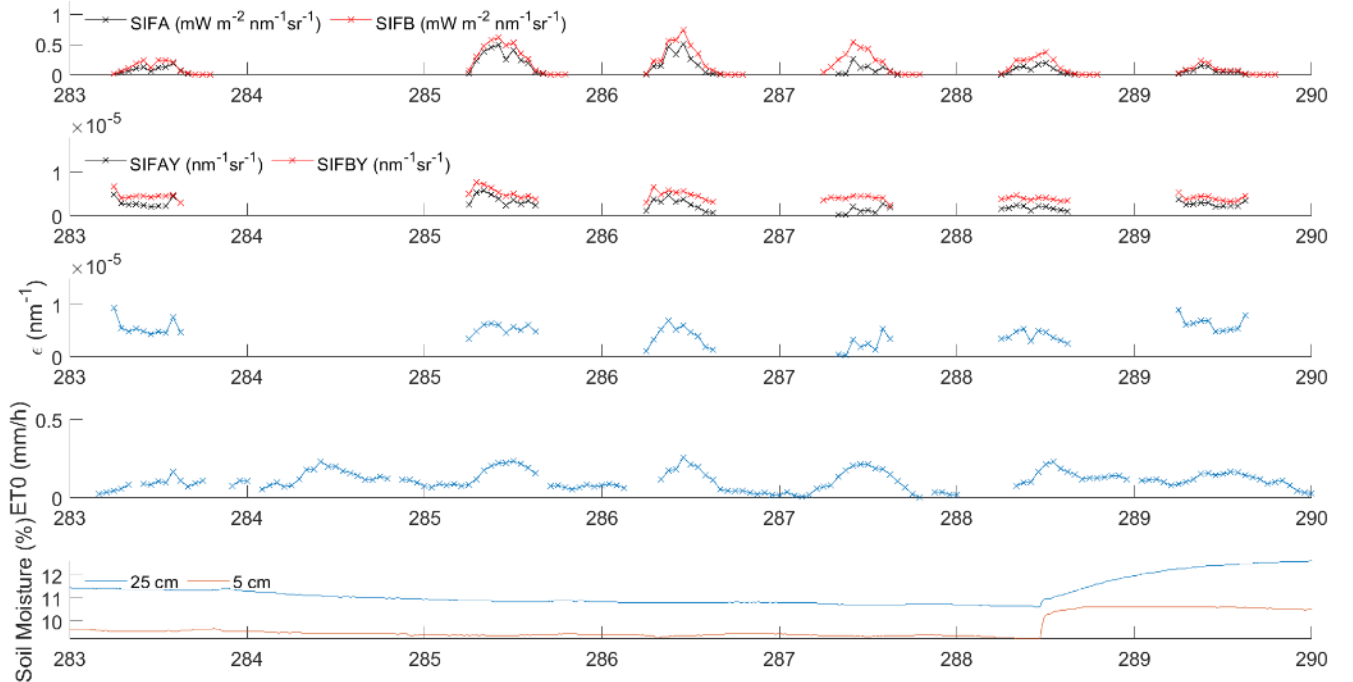 1
SIFA (mW m-2 nm-1sr-1) SIFB (mW m-2 nm-1sr-1)
0.5
0
283 284 285 286 287 288 289 290
×10-5
SIFAY (nm-1sr-1) SIFBY (nm-1sr-1)
1
0
283 284 285 286 287 288 289 290
×10-5
ϵ (nm-1)
1
0
283 284 285 286 287 288 289 290
ET0 (mm/h)
0.5
0
283 284 285 286 287 288 289 290
Soil Moisture (%)
25 cm 5 cm
12
11
10
283 284 285 286 287 288 289 290